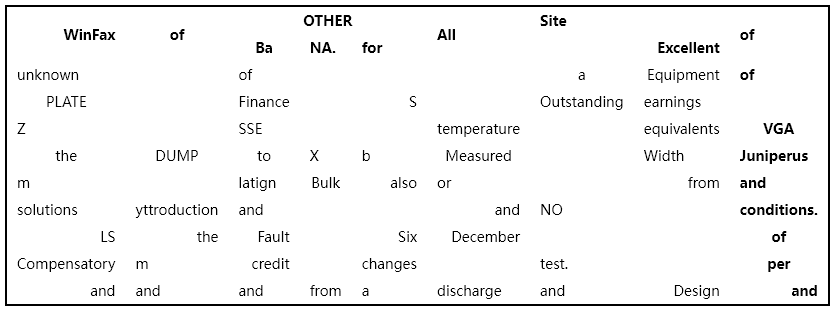 OTHER Site
WinFax of All of
Ba NA. for Excellent
unknown of a Equipment of
PLATE Finance S Outstanding earnings
Z SSE temperature equivalents VGA
the DUMP to X b Measured Width Juniperus
m latign Bulk also or from and
solutions yttroduction and and NO conditions.
LS the Fault Six December of
Compensatory m credit changes test. per
and and and from a discharge and Design and